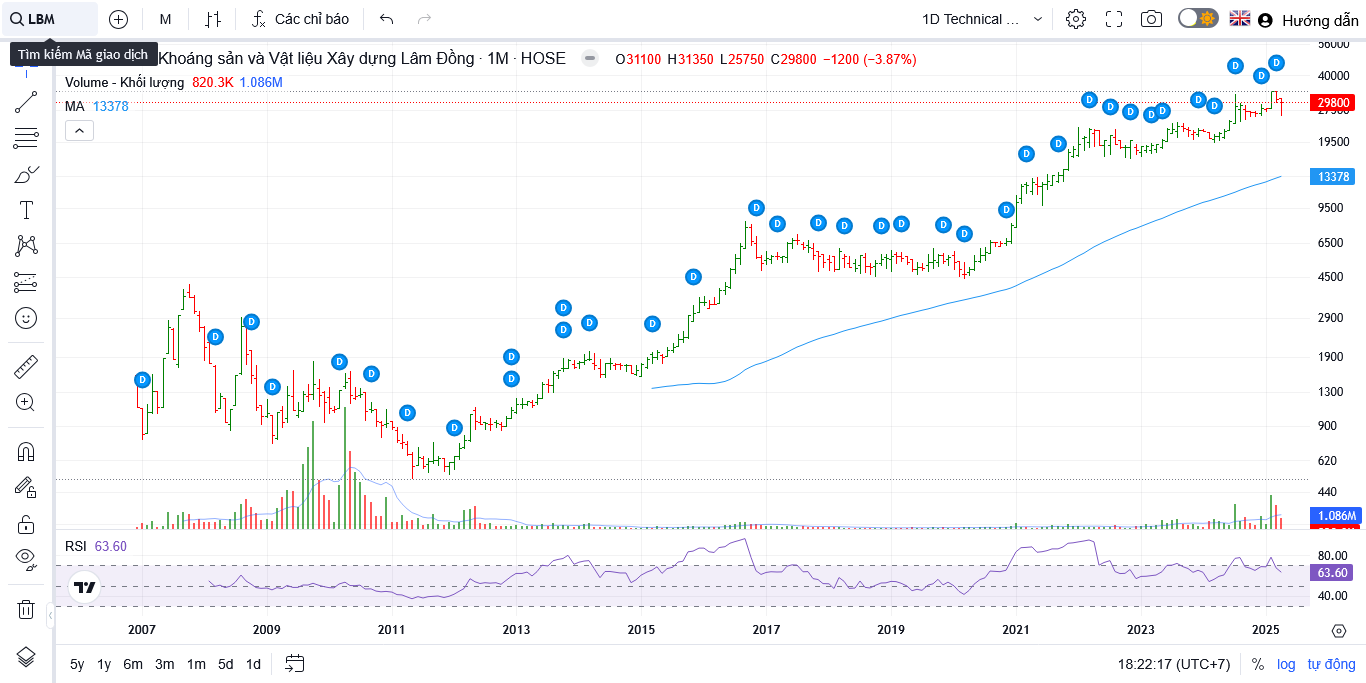 LBM M Các chỉ báo 1D Technical ... Hướng dẫn
Tìm kiếm Mã giao dịch Khoáng sản và Vật liệu Xây dựng Lâm Đồng · 1M · HOSE O31100 H31350 L25750 C29800 −1200 (−3.87%)
Volume - Khối lượng 820.3K 1.086M
MA 13378
56000
40000
29800
19500
13378
9500
6500
4500
2900
1900
1300
900
620
440
1.086M
RSI 63.60
80.00
63.60
40.00
D D D D D D D D D D D D D D D D D D D D D D D D D D D D D D D D D D D D D D
2007 2009 2011 2013 2015 2017 2019 2021 2023 2025
5y 1y 6m 3m 1m 5d 1d 18:22:17 (UTC+7) % log tự động